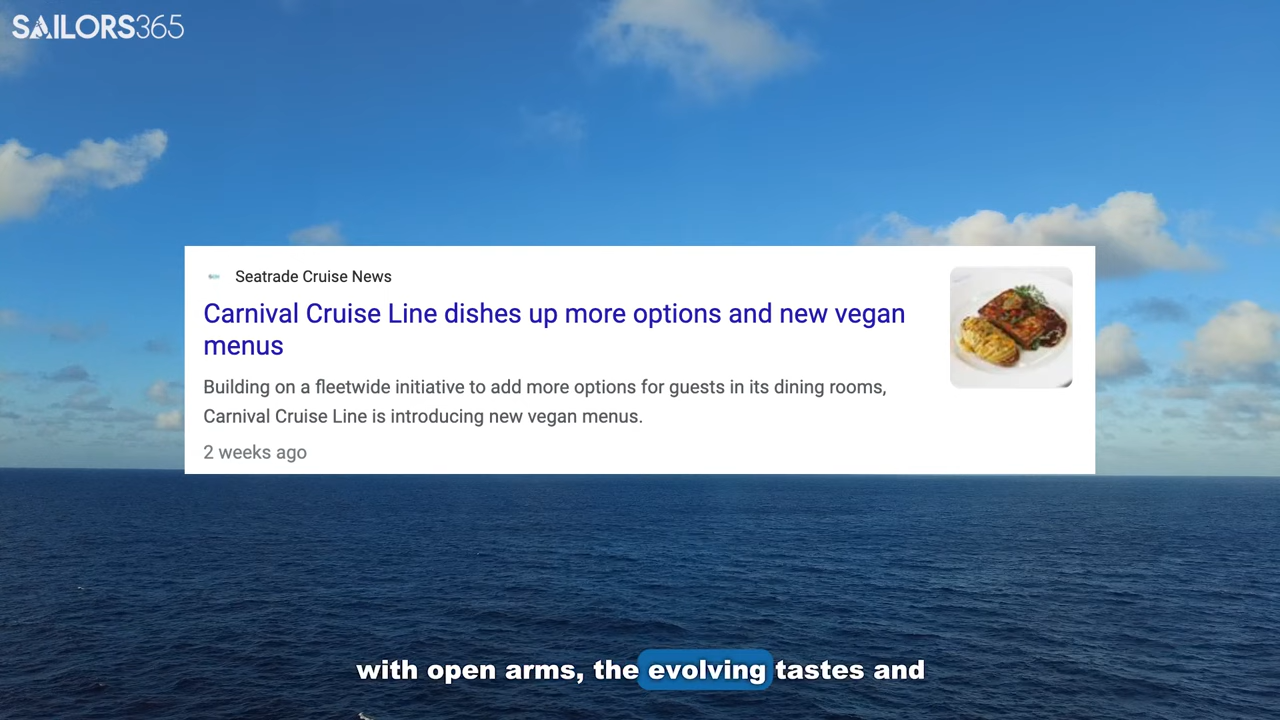 SAILORS365
Seatrade Cruise News
Carnival Cruise Line dishes up more options and new vegan
menus
Building on a fleetwide initiative to add more options for guests in its dining rooms,
Carnival Cruise Line is introducing new vegan menus.
2 weeks ago
with open arms, the evolving tastes and